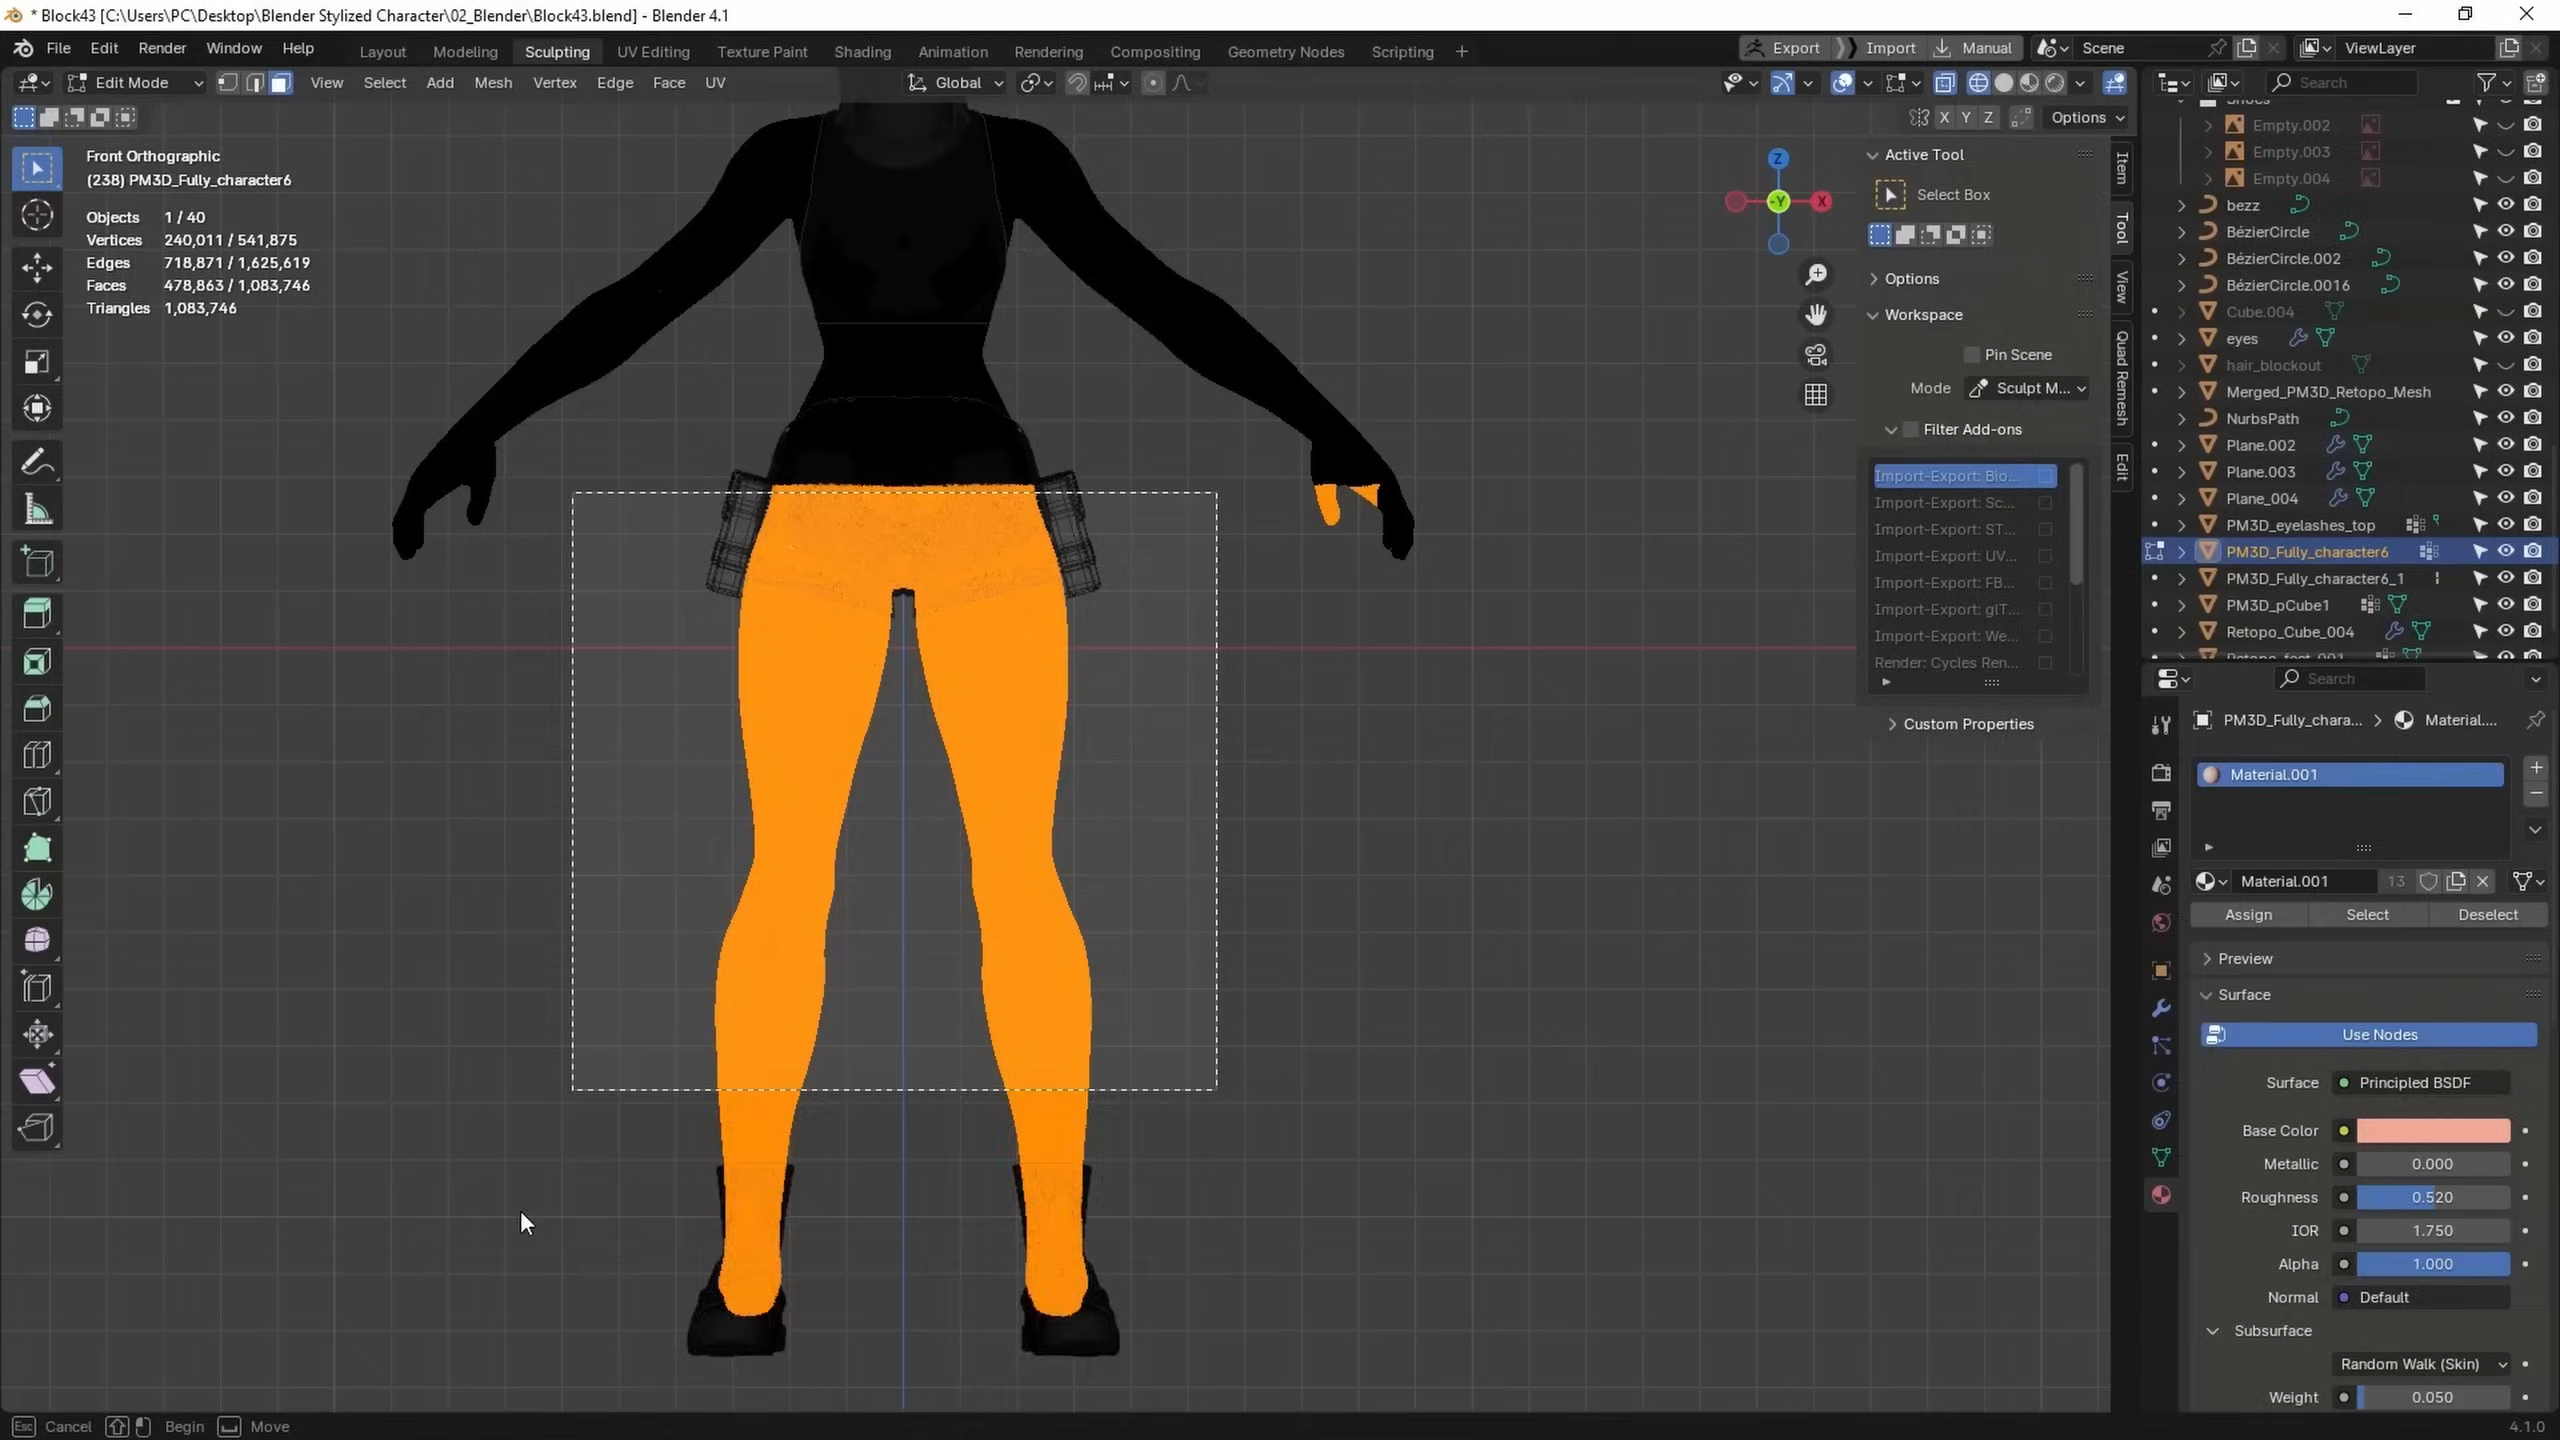 * Block43 [C:\Users\PC\Desktop\Blender Stylized Character\02_Blender\Block43.blend] - Blender 4.1
File Edit Render Window Help Layout Modeling Sculpting UV Editing Texture Paint Shading Animation Rendering Compositing Geometry Nodes Scripting + Export Import Manual Scene ViewLayer
Edit Mode View Select Add Mesh Vertex Edge Face UV Global Search
X Y Z Options
Front Orthographic
(238) PM3D_Fully_character6
Objects 1 / 40
Vertices 240,011 / 541,875
Edges 718,871 / 1,625,619
Faces 478,863 / 1,083,746
Triangles 1,083,746
Z
-Y
X
Active Tool
Select Box
Options
Workspace
Pin Scene
Mode Sculpt M...
Filter Add-ons
Import-Export: Bio...
Import-Export: Sc...
Import-Export: ST...
Import-Export: UV...
Import-Export: FB...
Import-Export: glT...
Import-Export: We...
Render: Cycles Ren...
Custom Properties
Item
Tool
View
Quad Remesh
Edit
Empty.002
Empty.003
Empty.004
bezz
BézierCircle
BézierCircle.002
BézierCircle.0016
Cube.004
eyes
hair_blockout
Merged_PM3D_Retopo_Mesh
NurbsPath
Plane.002
Plane.003
Plane_004
PM3D_eyelashes_top
PM3D_Fully_character6
PM3D_Fully_character6_1
PM3D_pCube1
Retopo_Cube_004
Search
PM3D_Fully_chara... > Material....
Material.001
Material.001 13
Assign Select Deselect
Preview
Surface
Use Nodes
Surface Principled BSDF
Base Color
Metallic 0.000
Roughness 0.520
IOR 1.750
Alpha 1.000
Normal Default
Subsurface
Random Walk (Skin)
Weight 0.050
Esc Cancel Begin Move 4.1.0